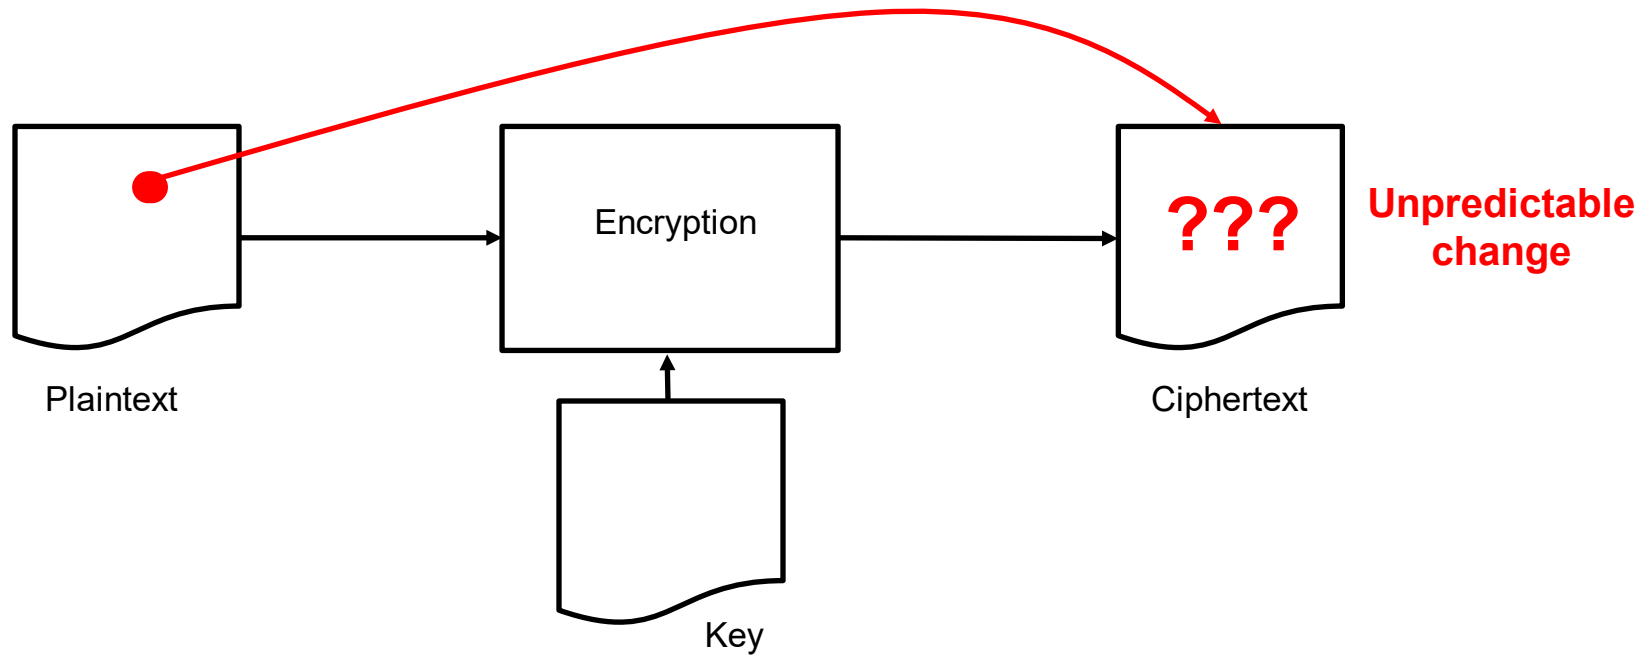 Encryption
???
Unpredictable
change
Plaintext
Ciphertext
Key